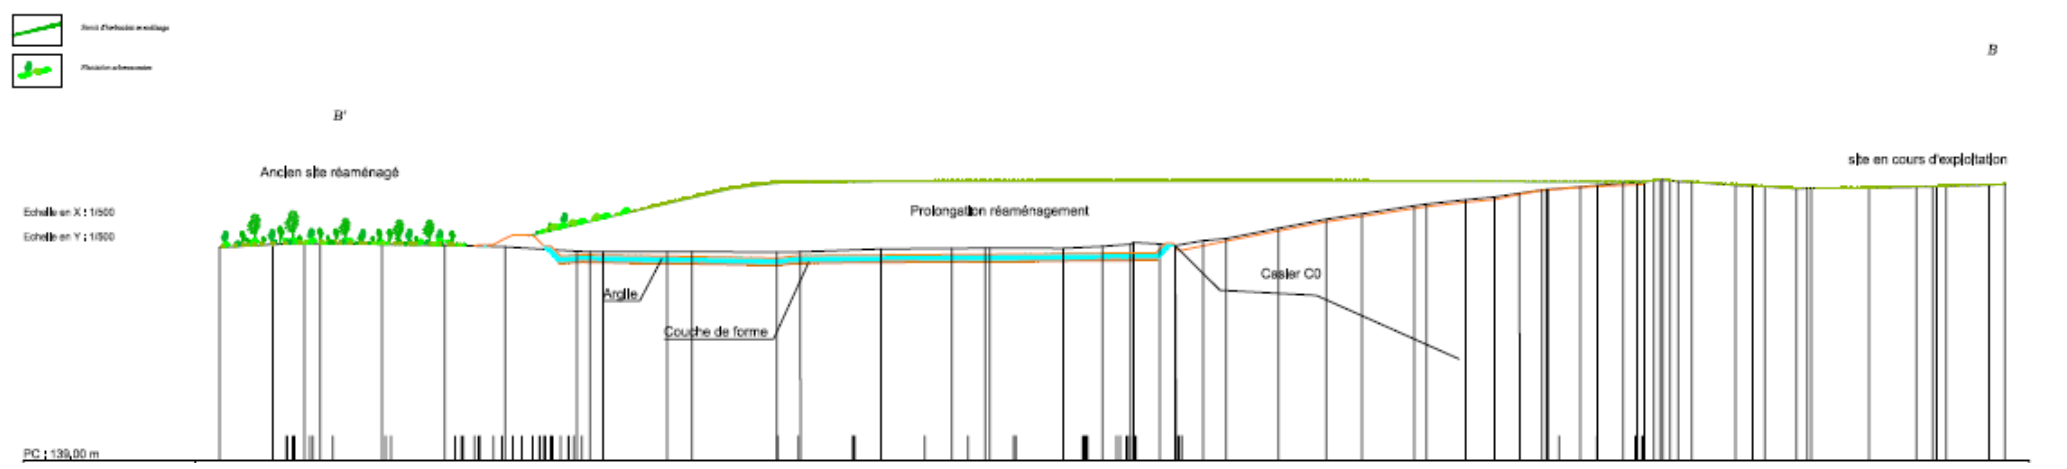 B
B'
Ancien site réaménagé
site en cours d'exploitation
Echelle en X : 1/500
Prolongation réaménagement
Echelle en Y : 1/500
Casier C0
Argile
Couche de forme
PC : 139,00 m